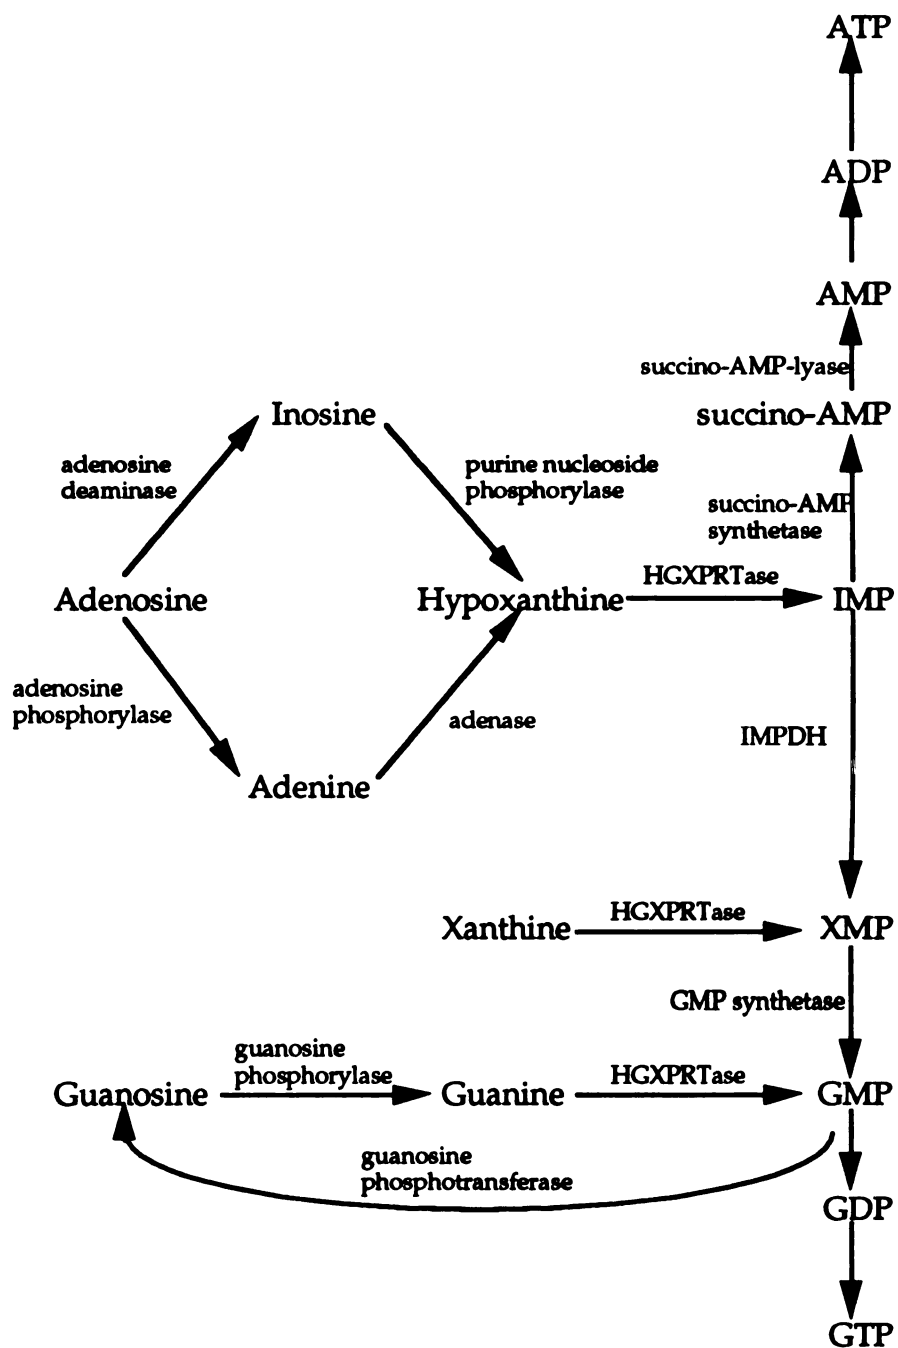 ATP
ADP
AMP
succino-AMP-lyase
succino-AMP
Inosine
adenosine
deaminase
purine nucleoside
phosphorylase
succino-AMP
synthetase
HGXPRTase
Adenosine
Hypoxanthine
IMP
adenosine
phosphorylase
adenase
IMPDH
Adenine
HGXPRTase
Xanthine
XMP
GMP synthetase
guanosine
phosphorylase
HGXPRTase
Guanosine
Guanine
GMP
guanosine
phosphotransferase
GDP
GTP